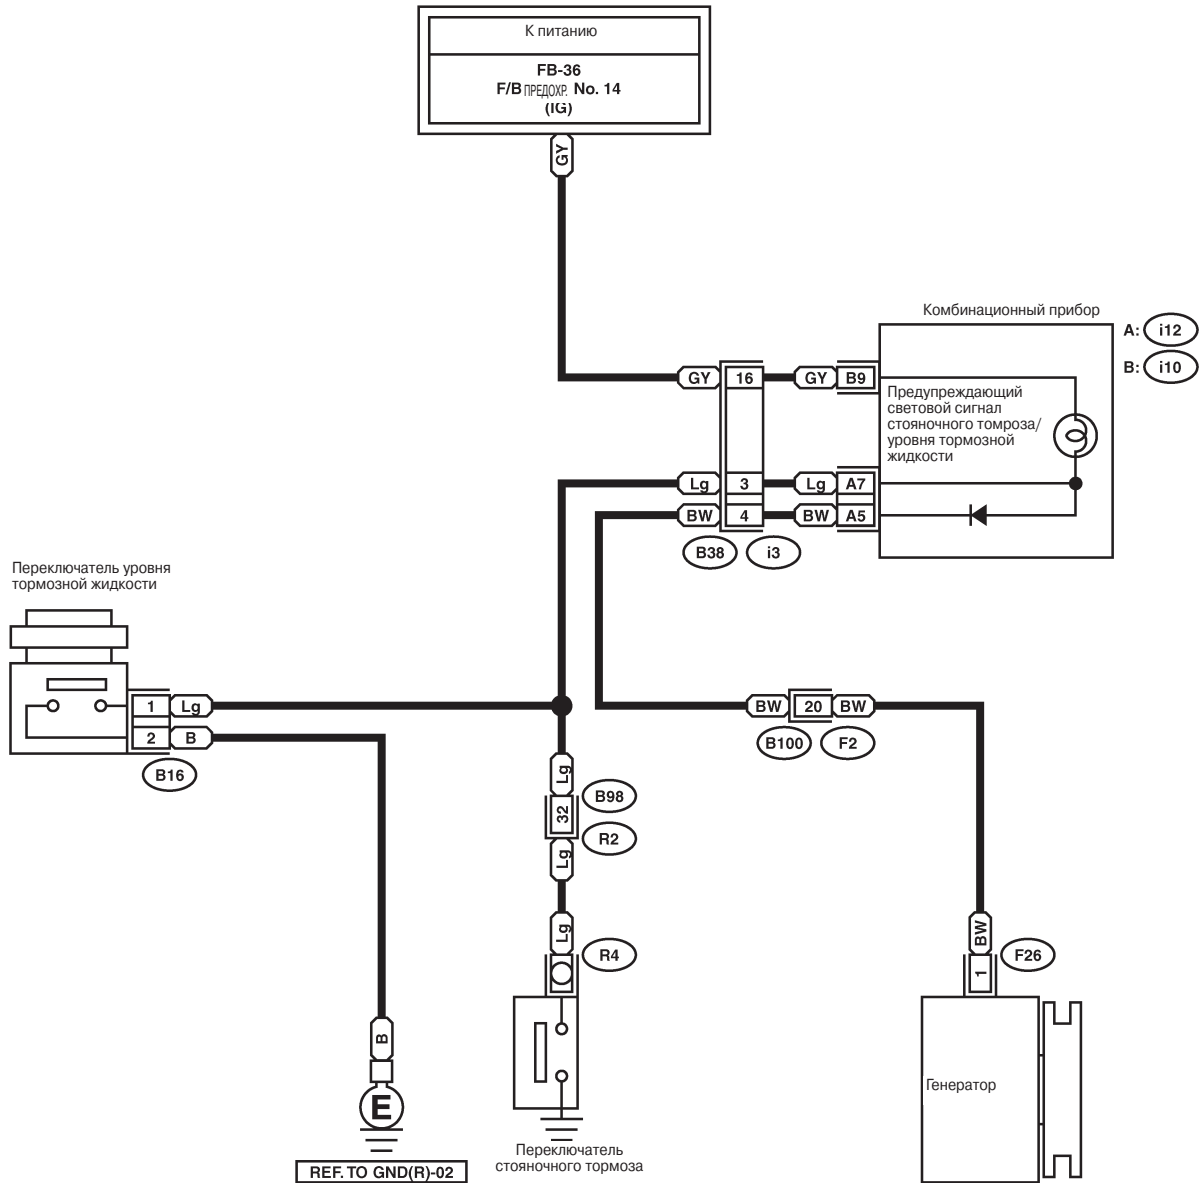 К питанию
FB-36
F/B ПРЕДОХР. No. 14
(IG)
GY
Комбинационный прибор
A: i12
B: i10
GY 16 GY B9
Предупреждающий
световой сигнал
стояночного томроза/
уровня тормозной
жидкости
Lg 3 Lg A7
BW 4 BW A5
B38 i3
Переключатель уровня
тормозной жидкости
1 Lg
2 B
B16
BW 20 BW
B100 F2
Lg
32
Lg
B98
R2
Lg
R4
BW
1
F26
B
E
REF. TO GND(R)-02
Переключатель
стояночного тормоза
Генератор